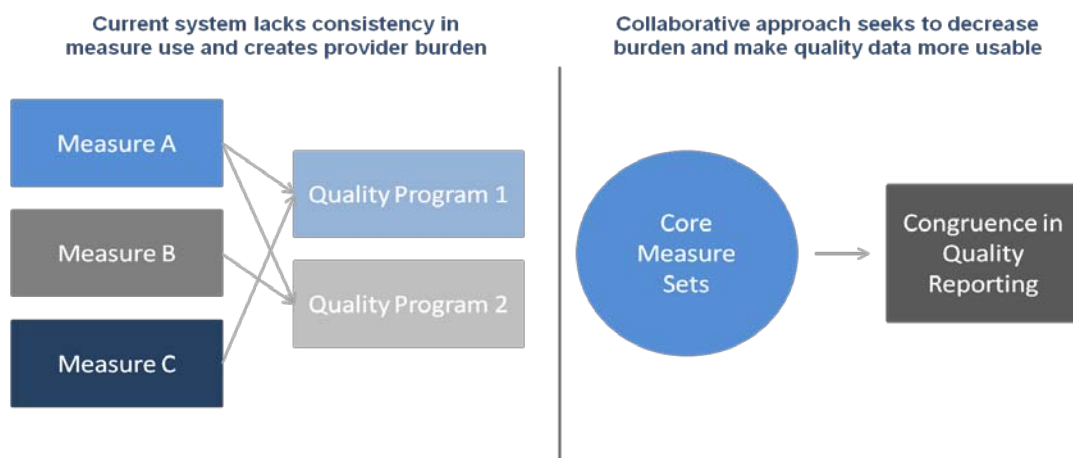 Current system lacks consistency in
measure use and creates provider burden
Measure A
Measure B
Measure C
Quality Program 1
Quality Program 2
Collaborative approach seeks to decrease
burden and make quality data more usable
Core
Measure
Sets
Congruence in
Quality
Reporting